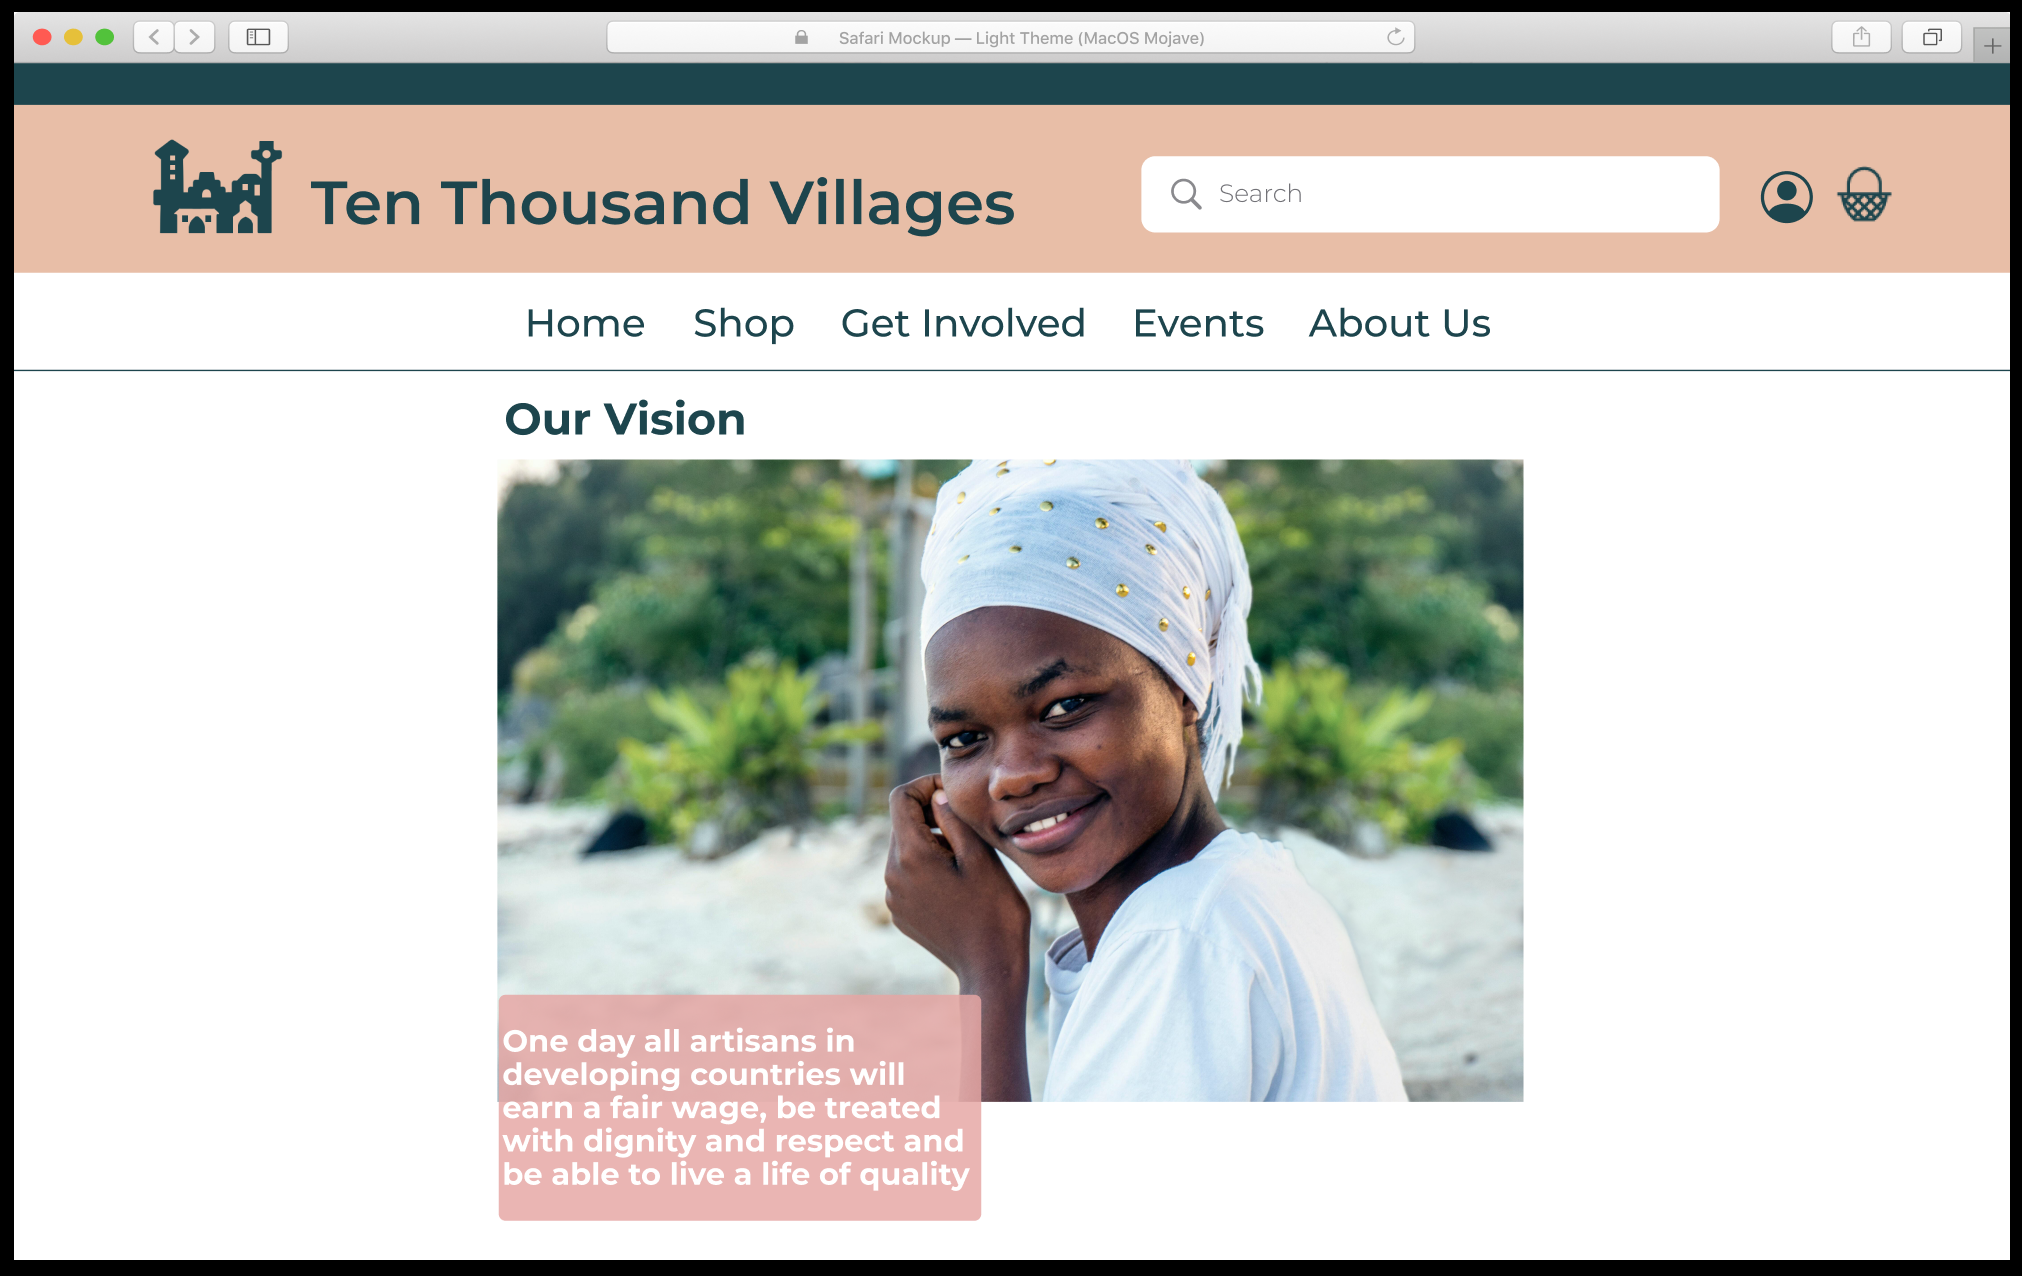 Safari Mockup — Light Theme (MacOS Mojave)
Ten Thousand Villages
Search
Home Shop Get Involved Events About Us
Our Vision
One day all artisans in
developing countries will
earn a fair wage, be treated
with dignity and respect and
be able to live a life of quality